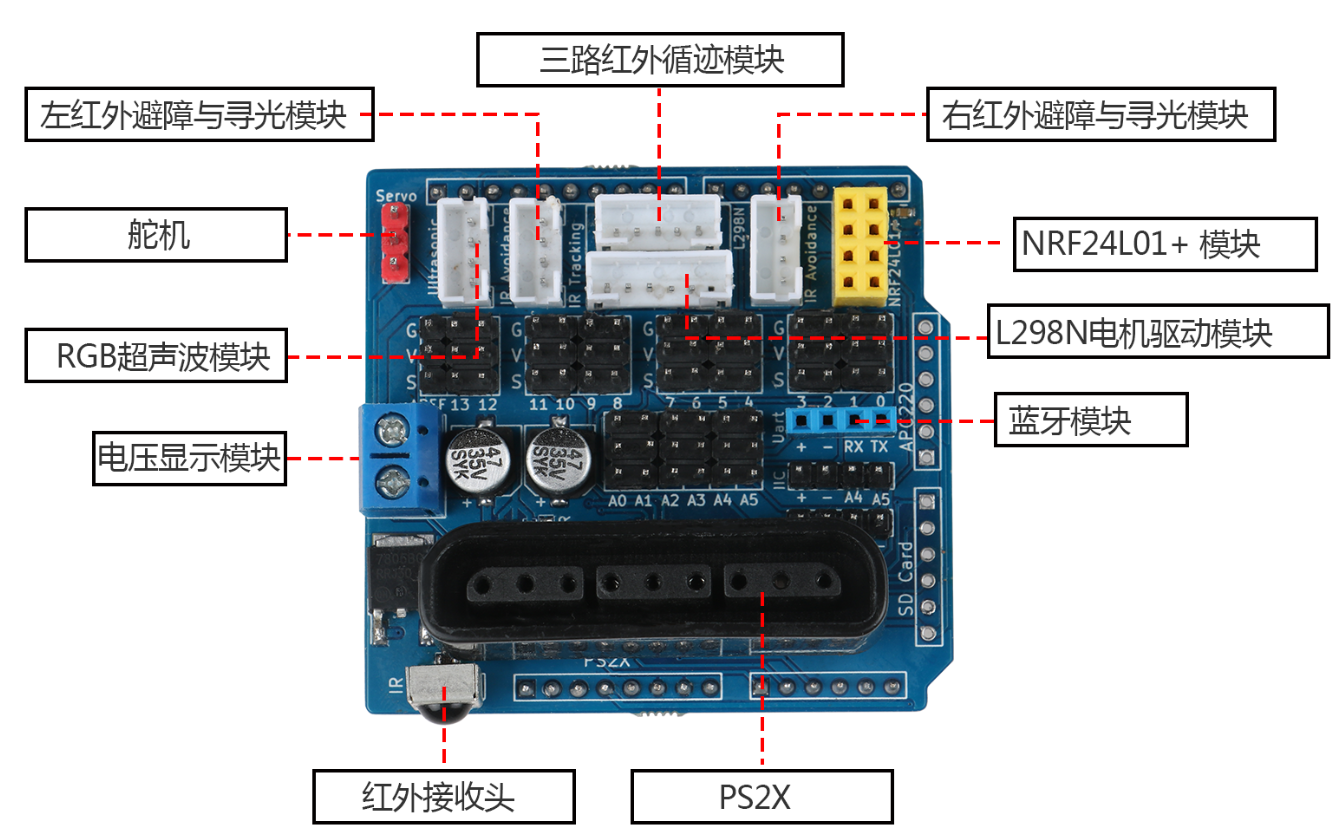 三路红外循迹模块
左红外避障与寻光模块
右红外避障与寻光模块
舵机
NRF24L01+ 模块
RGB超声波模块
L298N电机驱动模块
电压显示模块
蓝牙模块
红外接收头
PS2X
Servo
Ultrasonic
IR Avoidance
IR Tracking
L298N
IR Avoidance
NRF24L01+
G
V
S
G
V
S
G
V
S
G
V
S
13 12
11 10 9 8
7 6 5 4
3 2 1 0
APC220
Uart
+ − RX TX
47
35V
SYK
47
35V
SYK
+
+
A0 A1 A2 A3 A4 A5
IIC
+ − A4 A5
SD Card
PS2X
IR